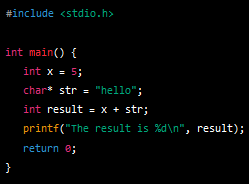 #include <stdio.h>
int main() {
int x = 5;
char* str = "hello";
int result = x + str;
printf("The result is %d\n", result);
return 0;
}